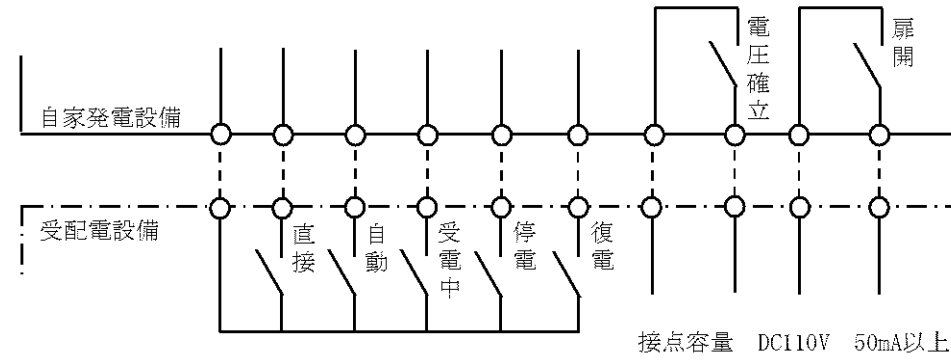 電圧確立
扉開
自家発電設備
受配電設備
直接
自動
受電中
停電
復電
接点容量 DC110V 50mA以上